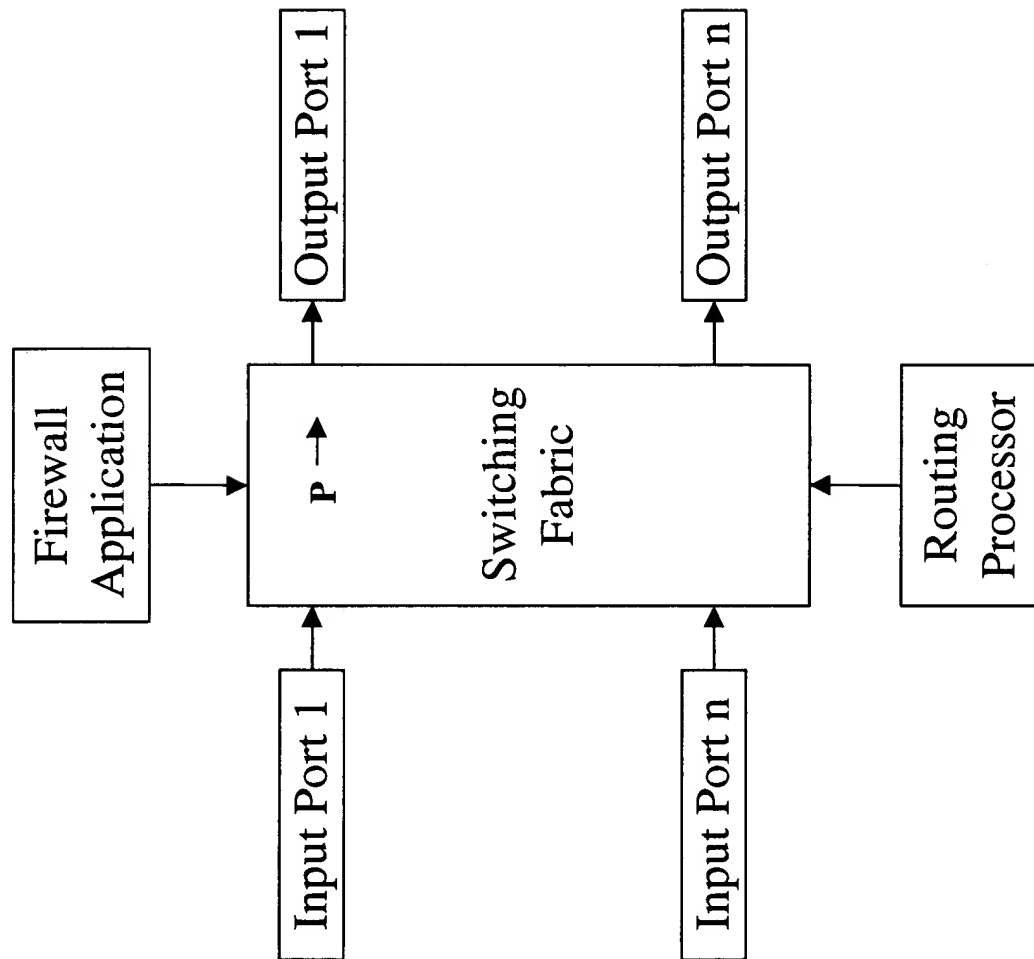 Firewall
Application
Input Port 1
P
Output Port 1
Switching
Fabric
Input Port n
Output Port n
Routing
Processor